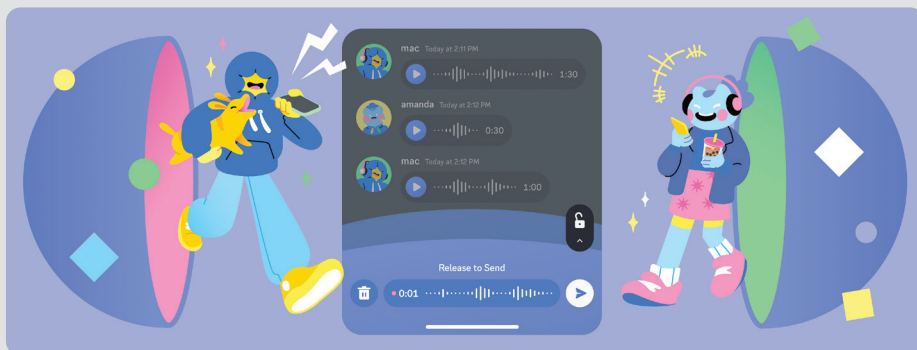 mac Today at 2:11 PM
1:30
amanda Today at 2:12 PM
0:30
mac Today at 2:12 PM
1:00
Release to Send
0:01